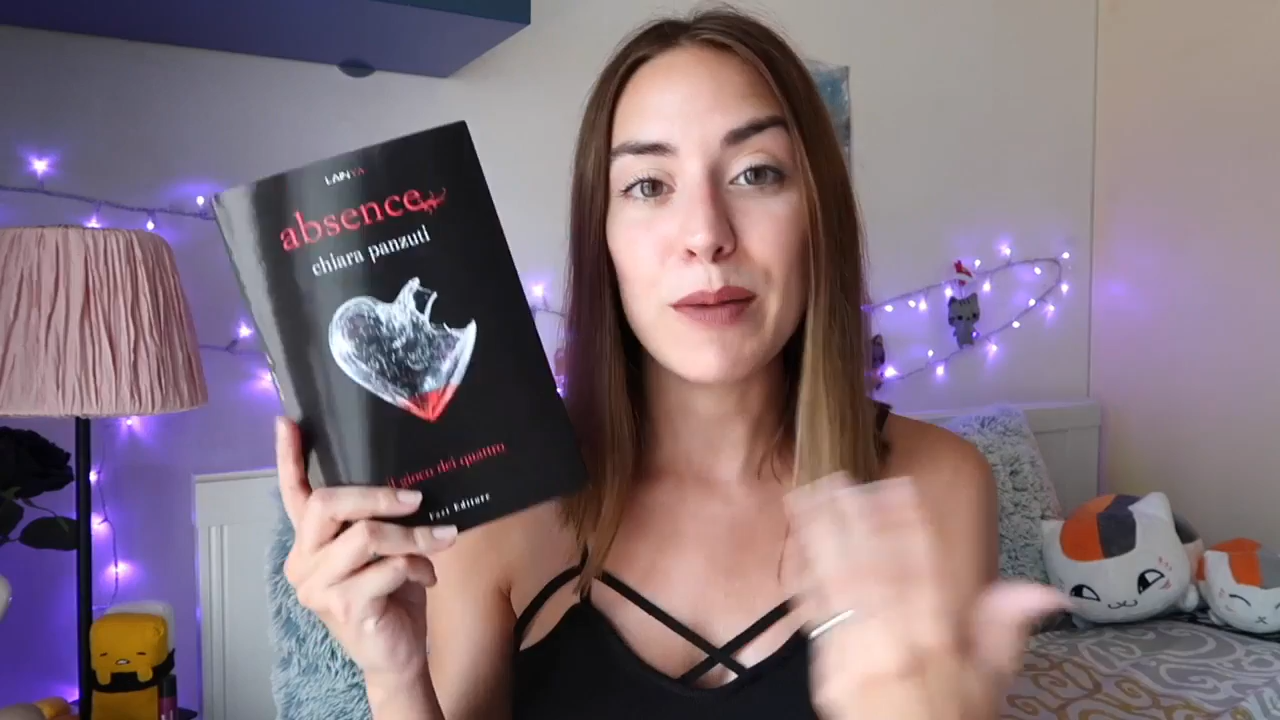 LAINYA
absence
chiara panzuti
il gioco dei quattro
Fazi Editore